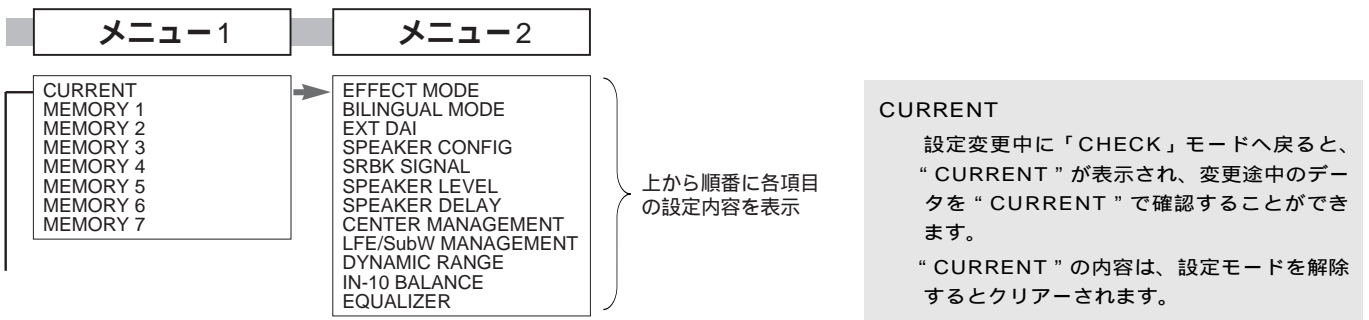 メニュー1
メニュー2
CURRENT
MEMORY 1
MEMORY 2
MEMORY 3
MEMORY 4
MEMORY 5
MEMORY 6
MEMORY 7
EFFECT MODE
BILINGUAL MODE
EXT DAI
SPEAKER CONFIG
SRBK SIGNAL
SPEAKER LEVEL
SPEAKER DELAY
CENTER MANAGEMENT
LFE/SubW MANAGEMENT
DYNAMIC RANGE
IN-10 BALANCE
EQUALIZER
上から順番に各項目
の設定内容を表示
CURRENT
設定変更中に「CHECK」モードへ戻ると、
“CURRENT”が表示され、変更途中のデー
タを“CURRENT”で確認することができ
ます。
“CURRENT”の内容は、設定モードを解除
するとクリアーされます。